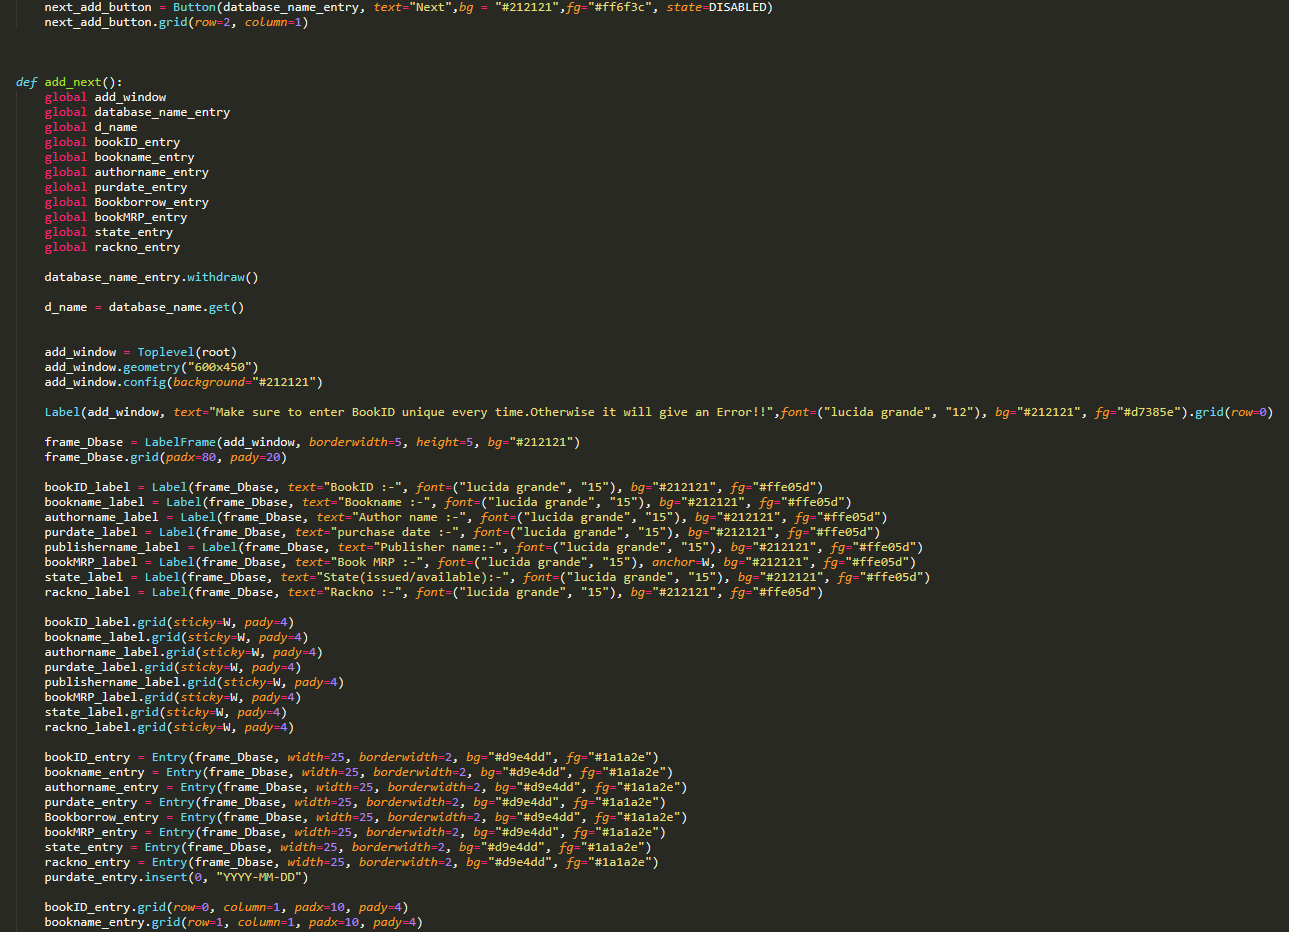 next_add_button = Button(database_name_entry, text="Next",bg = "#212121",fg="#ff6f3c", state=DISABLED)
next_add_button.grid(row=2, column=1)
def add_next():
global add_window
global database_name_entry
global d_name
global bookID_entry
global bookname_entry
global authorname_entry
global purdate_entry
global Bookborrow_entry
global bookMRP_entry
global state_entry
global rackno_entry
database_name_entry.withdraw()
d_name = database_name.get()
add_window = Toplevel(root)
add_window.geometry("600x450")
add_window.config(background="#212121")
Label(add_window, text="Make sure to enter BookID unique every time.Otherwise it will give an Error!!",font=("lucida grande", "12"), bg="#212121", fg="#d7385e").grid(row=0)
frame_Dbase = LabelFrame(add_window, borderwidth=5, height=5, bg="#212121")
frame_Dbase.grid(padx=80, pady=20)
bookID_label = Label(frame_Dbase, text="BookID :-", font=("lucida grande", "15"), bg="#212121", fg="#ffe05d")
bookname_label = Label(frame_Dbase, text="Bookname :-", font=("lucida grande", "15"), bg="#212121", fg="#ffe05d")
authorname_label = Label(frame_Dbase, text="Author name :-", font=("lucida grande", "15"), bg="#212121", fg="#ffe05d")
purdate_label = Label(frame_Dbase, text="purchase date :-", font=("lucida grande", "15"), bg="#212121", fg="#ffe05d")
publishername_label = Label(frame_Dbase, text="Publisher name:-", font=("lucida grande", "15"), bg="#212121", fg="#ffe05d")
bookMRP_label = Label(frame_Dbase, text="Book MRP :-", font=("lucida grande", "15"), anchor=W, bg="#212121", fg="#ffe05d")
state_label = Label(frame_Dbase, text="State(issued/available):-", font=("lucida grande", "15"), bg="#212121", fg="#ffe05d")
rackno_label = Label(frame_Dbase, text="Rackno :-", font=("lucida grande", "15"), bg="#212121", fg="#ffe05d")
bookID_label.grid(sticky=W, pady=4)
bookname_label.grid(sticky=W, pady=4)
authorname_label.grid(sticky=W, pady=4)
purdate_label.grid(sticky=W, pady=4)
publishername_label.grid(sticky=W, pady=4)
bookMRP_label.grid(sticky=W, pady=4)
state_label.grid(sticky=W, pady=4)
rackno_label.grid(sticky=W, pady=4)
bookID_entry = Entry(frame_Dbase, width=25, borderwidth=2, bg="#d9e4dd", fg="#1a1a2e")
bookname_entry = Entry(frame_Dbase, width=25, borderwidth=2, bg="#d9e4dd", fg="#1a1a2e")
authorname_entry = Entry(frame_Dbase, width=25, borderwidth=2, bg="#d9e4dd", fg="#1a1a2e")
purdate_entry = Entry(frame_Dbase, width=25, borderwidth=2, bg="#d9e4dd", fg="#1a1a2e")
Bookborrow_entry = Entry(frame_Dbase, width=25, borderwidth=2, bg="#d9e4dd", fg="#1a1a2e")
bookMRP_entry = Entry(frame_Dbase, width=25, borderwidth=2, bg="#d9e4dd", fg="#1a1a2e")
state_entry = Entry(frame_Dbase, width=25, borderwidth=2, bg="#d9e4dd", fg="#1a1a2e")
rackno_entry = Entry(frame_Dbase, width=25, borderwidth=2, bg="#d9e4dd", fg="#1a1a2e")
purdate_entry.insert(0, "YYYY-MM-DD")
bookID_entry.grid(row=0, column=1, padx=10, pady=4)
bookname_entry.grid(row=1, column=1, padx=10, pady=4)